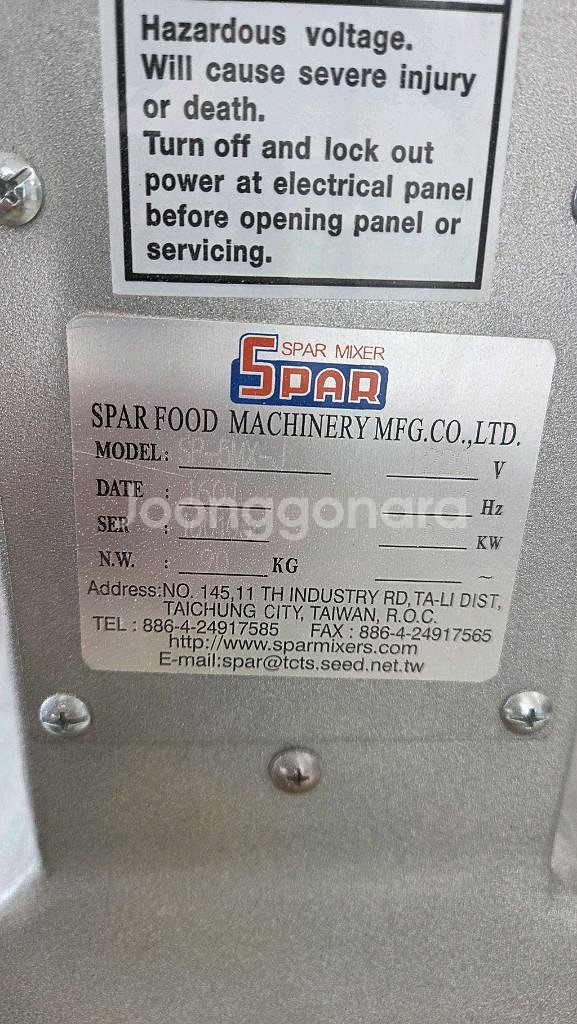 Hazardous voltage.
Will cause severe injury
or death.
Turn off and lock out
power at electrical panel
before opening panel or
servicing.
SPAR MIXER
SPAR
SPAR FOOD MACHINERY MFG.CO.,LTD.
MODEL: V
DATE : Hz
Joonggonara
SER : KW
N.W. : 20 KG ~
Address:NO. 145,11 TH INDUSTRY RD,TA-LI DIST,
TAICHUNG CITY, TAIWAN, R.O.C.
TEL : 886-4-24917585 FAX : 886-4-24917565
http://www.sparmixers.com
E-mail:spar@tcts.seed.net.tw